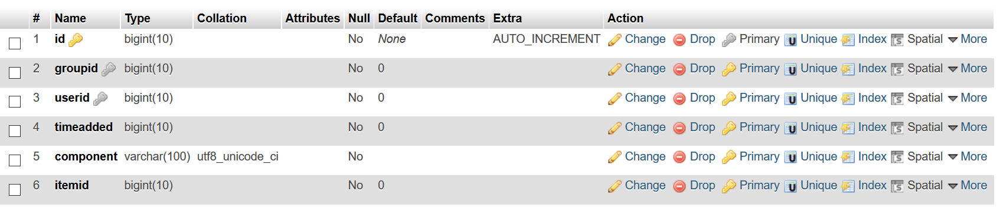 # Name Type Collation Attributes Null Default Comments Extra Action
1 id bigint(10) No None AUTO_INCREMENT Change Drop Primary Unique Index Spatial More
2 groupid bigint(10) No 0 Change Drop Primary Unique Index Spatial More
3 userid bigint(10) No 0 Change Drop Primary Unique Index Spatial More
4 timeadded bigint(10) No 0 Change Drop Primary Unique Index Spatial More
5 component varchar(100) utf8_unicode_ci No Change Drop Primary Unique Index Spatial More
6 itemid bigint(10) No 0 Change Drop Primary Unique Index Spatial More